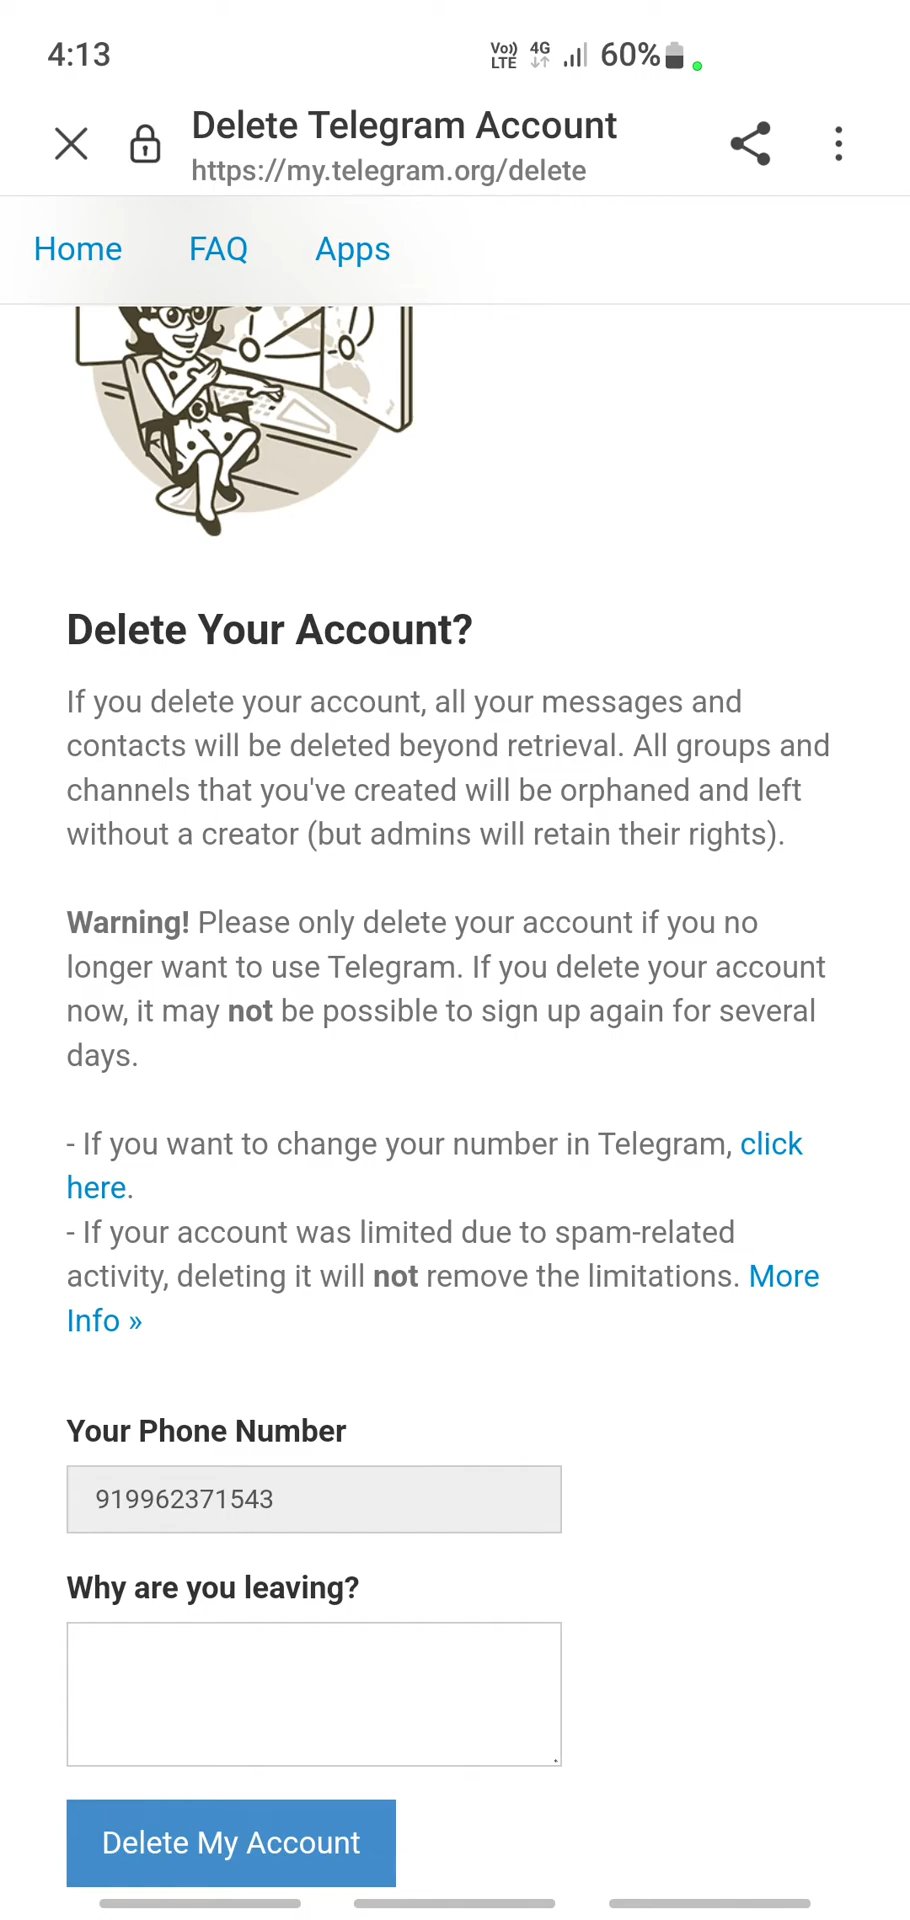 4:13
Vo)) LTE 4G 60%
Delete Telegram Account
https://my.telegram.org/delete
Home FAQ Apps
Delete Your Account?
If you delete your account, all your messages and
contacts will be deleted beyond retrieval. All groups and
channels that you've created will be orphaned and left
without a creator (but admins will retain their rights).
Warning! Please only delete your account if you no
longer want to use Telegram. If you delete your account
now, it may not be possible to sign up again for several
days.
- If you want to change your number in Telegram, click
here.
- If your account was limited due to spam-related
activity, deleting it will not remove the limitations. More
Info »
Your Phone Number
919962371543
Why are you leaving?
Delete My Account